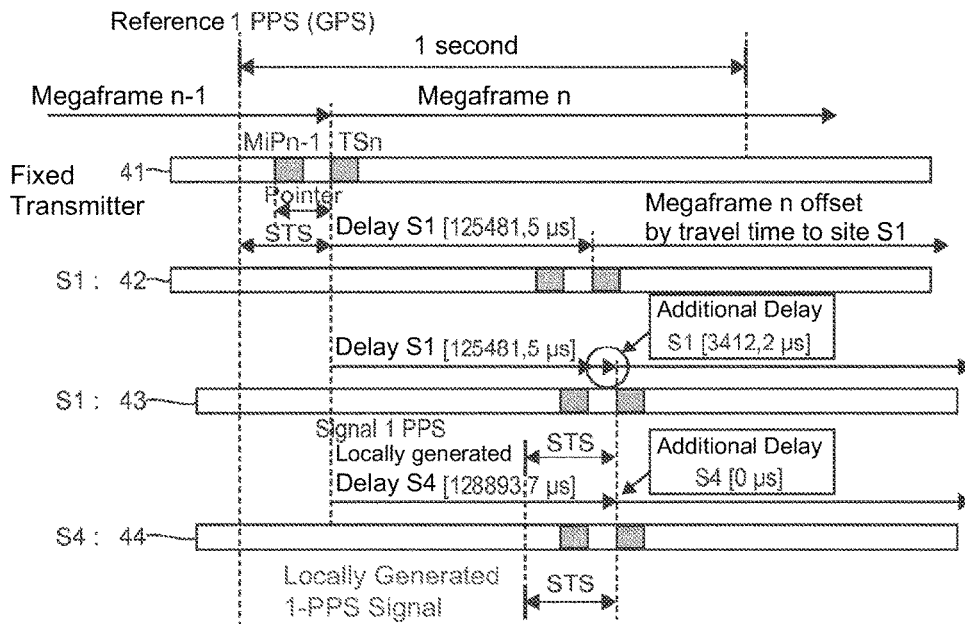 Reference 1 PPS (GPS)
1 second
Megaframe n-1
Megaframe n
MiPn-1
TSn
Fixed
Transmitter
41
Pointer
STS
Delay S1 [125481,5 µs]
Megaframe n offset
by travel time to site S1
S1 : 42
Additional Delay
S1 [3412,2 µs]
Delay S1 [125481,5 µs]
S1 : 43
Signal 1 PPS
Locally generated
STS
Additional Delay
S4 [0 µs]
Delay S4 [128893,7 µs]
S4 : 44
Locally Generated
1-PPS Signal
STS